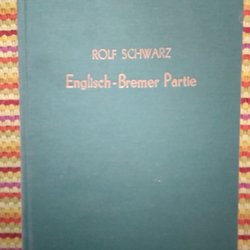 ROLF SCHWARZ
Englisch-Bremer Partie